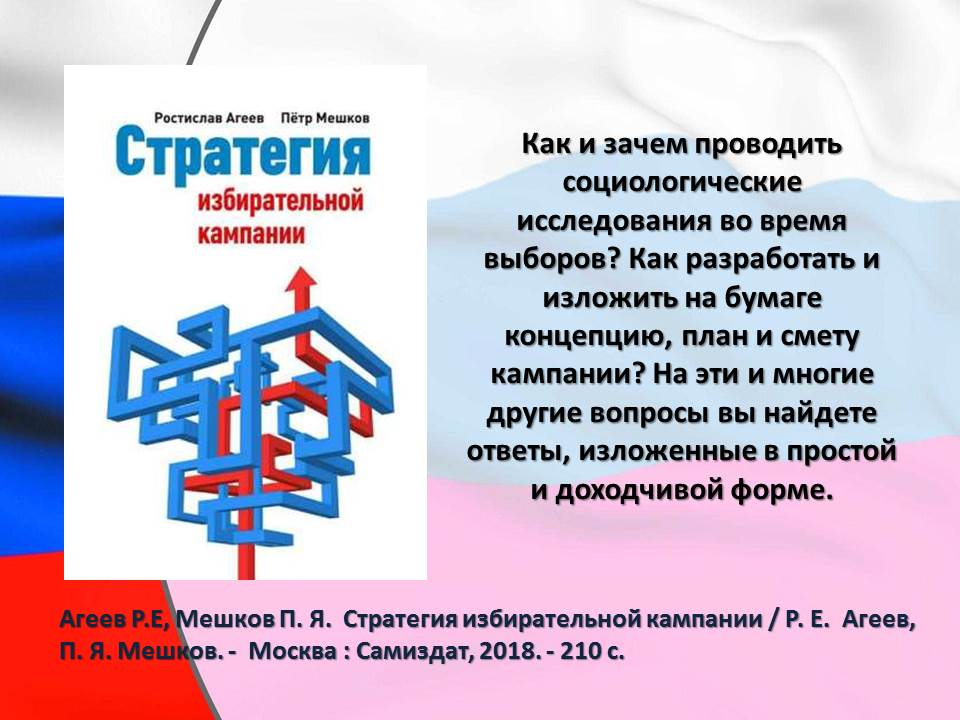 Ростислав Агеев Пётр Мешков
Стратегия
избирательной
кампании
Как и зачем проводить
социологические
исследования во время
выборов? Как разработать и
изложить на бумаге
концепцию, план и смету
кампании? На эти и многие
другие вопросы вы найдете
ответы, изложенные в простой
и доходчивой форме.
Агеев Р.Е, Мешков П. Я. Стратегия избирательной кампании / Р. Е. Агеев,
П. Я. Мешков. - Москва : Самиздат, 2018. - 210 с.